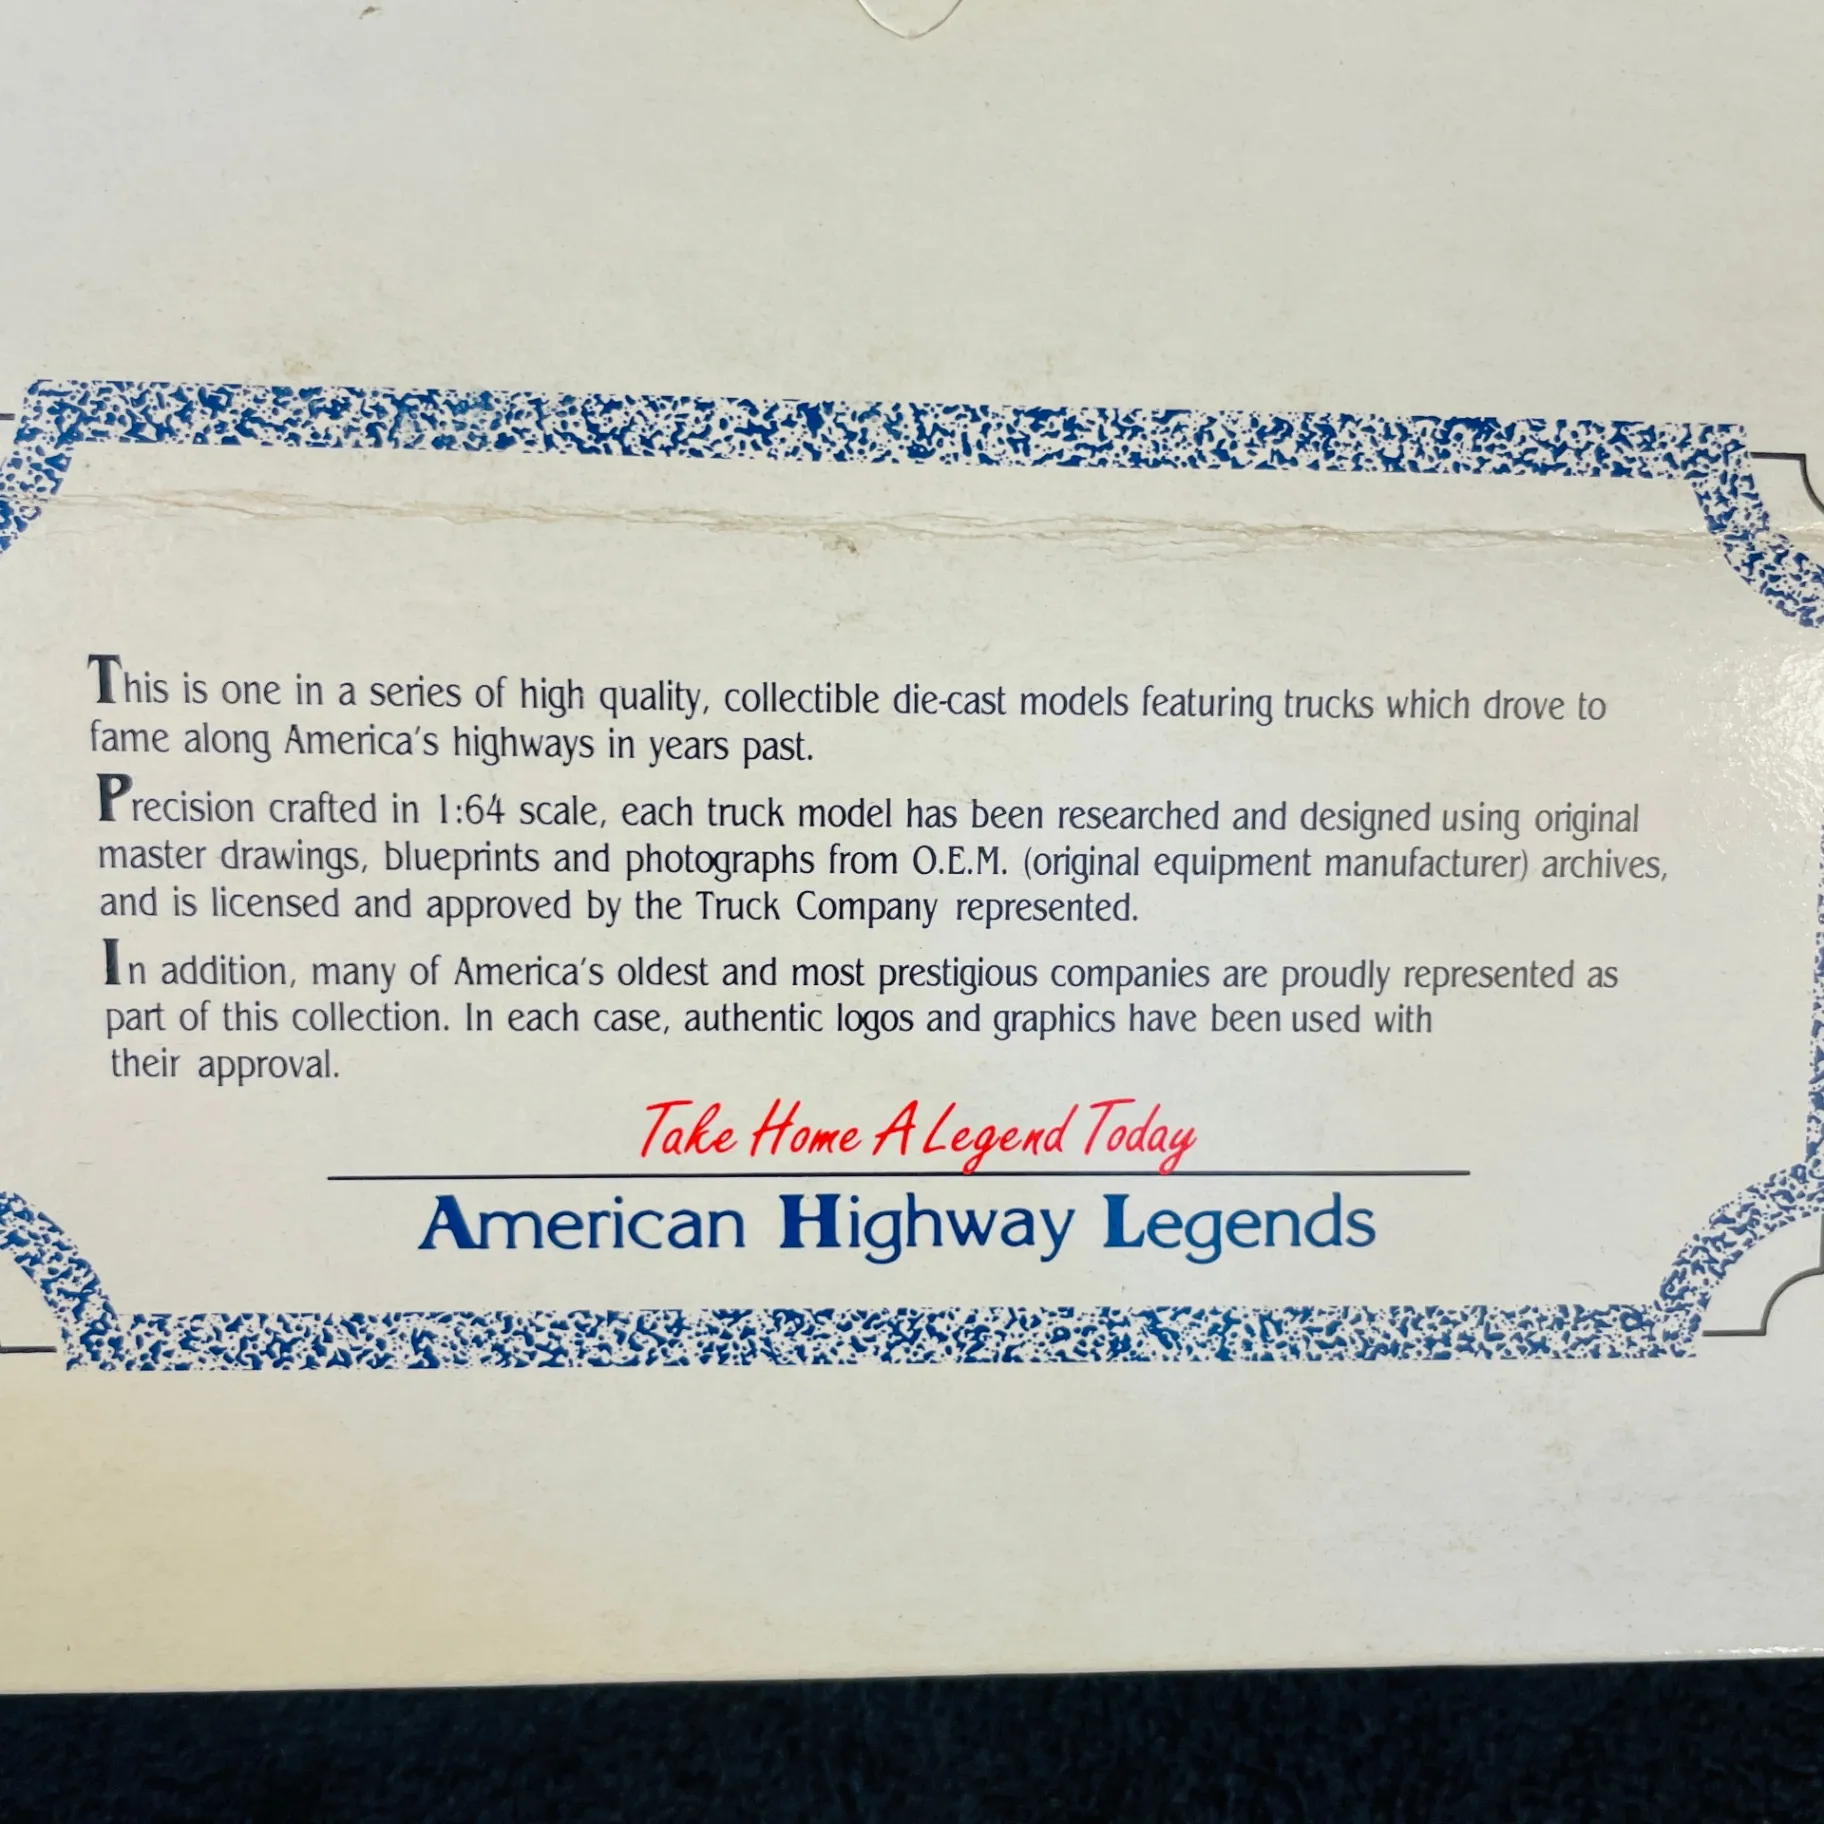 This is one in a series of high quality, collectible die-cast models featuring trucks which drove to
fame along America's highways in years past.
Precision crafted in 1:64 scale, each truck model has been researched and designed using original
master drawings, blueprints and photographs from O.E.M. (original equipment manufacturer) archives,
and is licensed and approved by the Truck Company represented.
In addition, many of America's oldest and most prestigious companies are proudly represented as
part of this collection. In each case, authentic logos and graphics have been used with
their approval.
Take Home A Legend Today
American Highway Legends